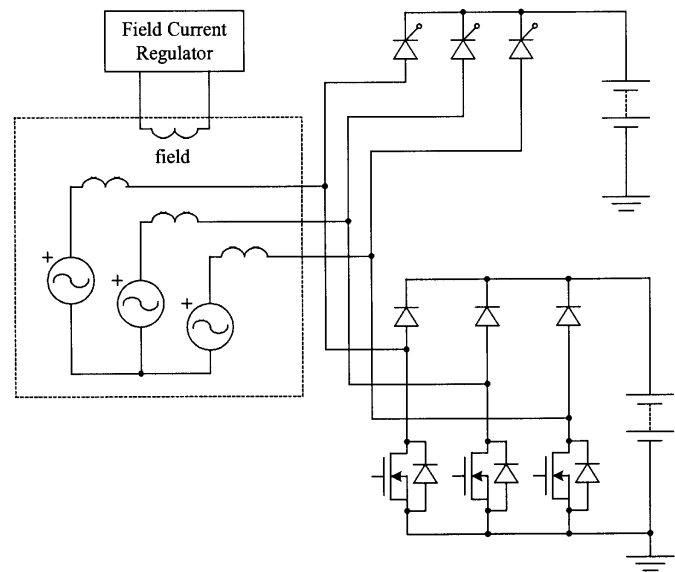 Field Current
Regulator
field
+
+
+